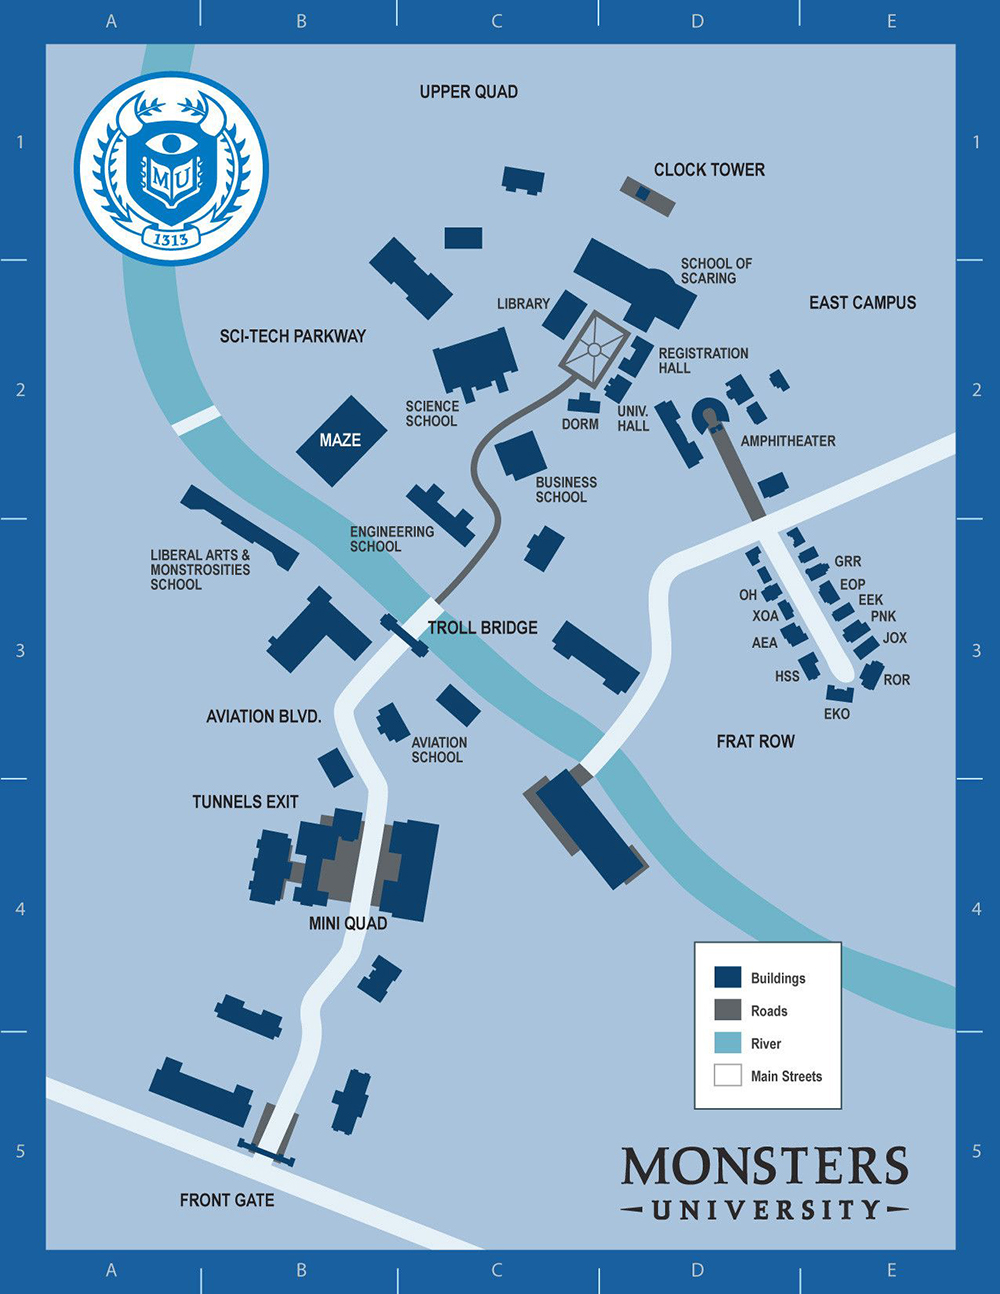 A B C D E
UPPER QUAD
1 1
CLOCK TOWER
MU
1313
SCHOOL OF
SCARING
LIBRARY
EAST CAMPUS
SCI-TECH PARKWAY
REGISTRATION
HALL
2 2
SCIENCE
SCHOOL
UNIV.
HALL
DORM
MAZE
AMPHITHEATER
BUSINESS
SCHOOL
ENGINEERING
SCHOOL
LIBERAL ARTS &
MONSTROSITIES
SCHOOL
GRR
EOP
EEK
PNK
JOX
ROR
OH
XOA
AEA
HSS
EKO
TROLL BRIDGE
3 3
AVIATION BLVD.
AVIATION
SCHOOL
FRAT ROW
TUNNELS EXIT
4 4
MINI QUAD
Buildings
Roads
River
Main Streets
5 5
MONSTERS
UNIVERSITY
FRONT GATE
A B C D E